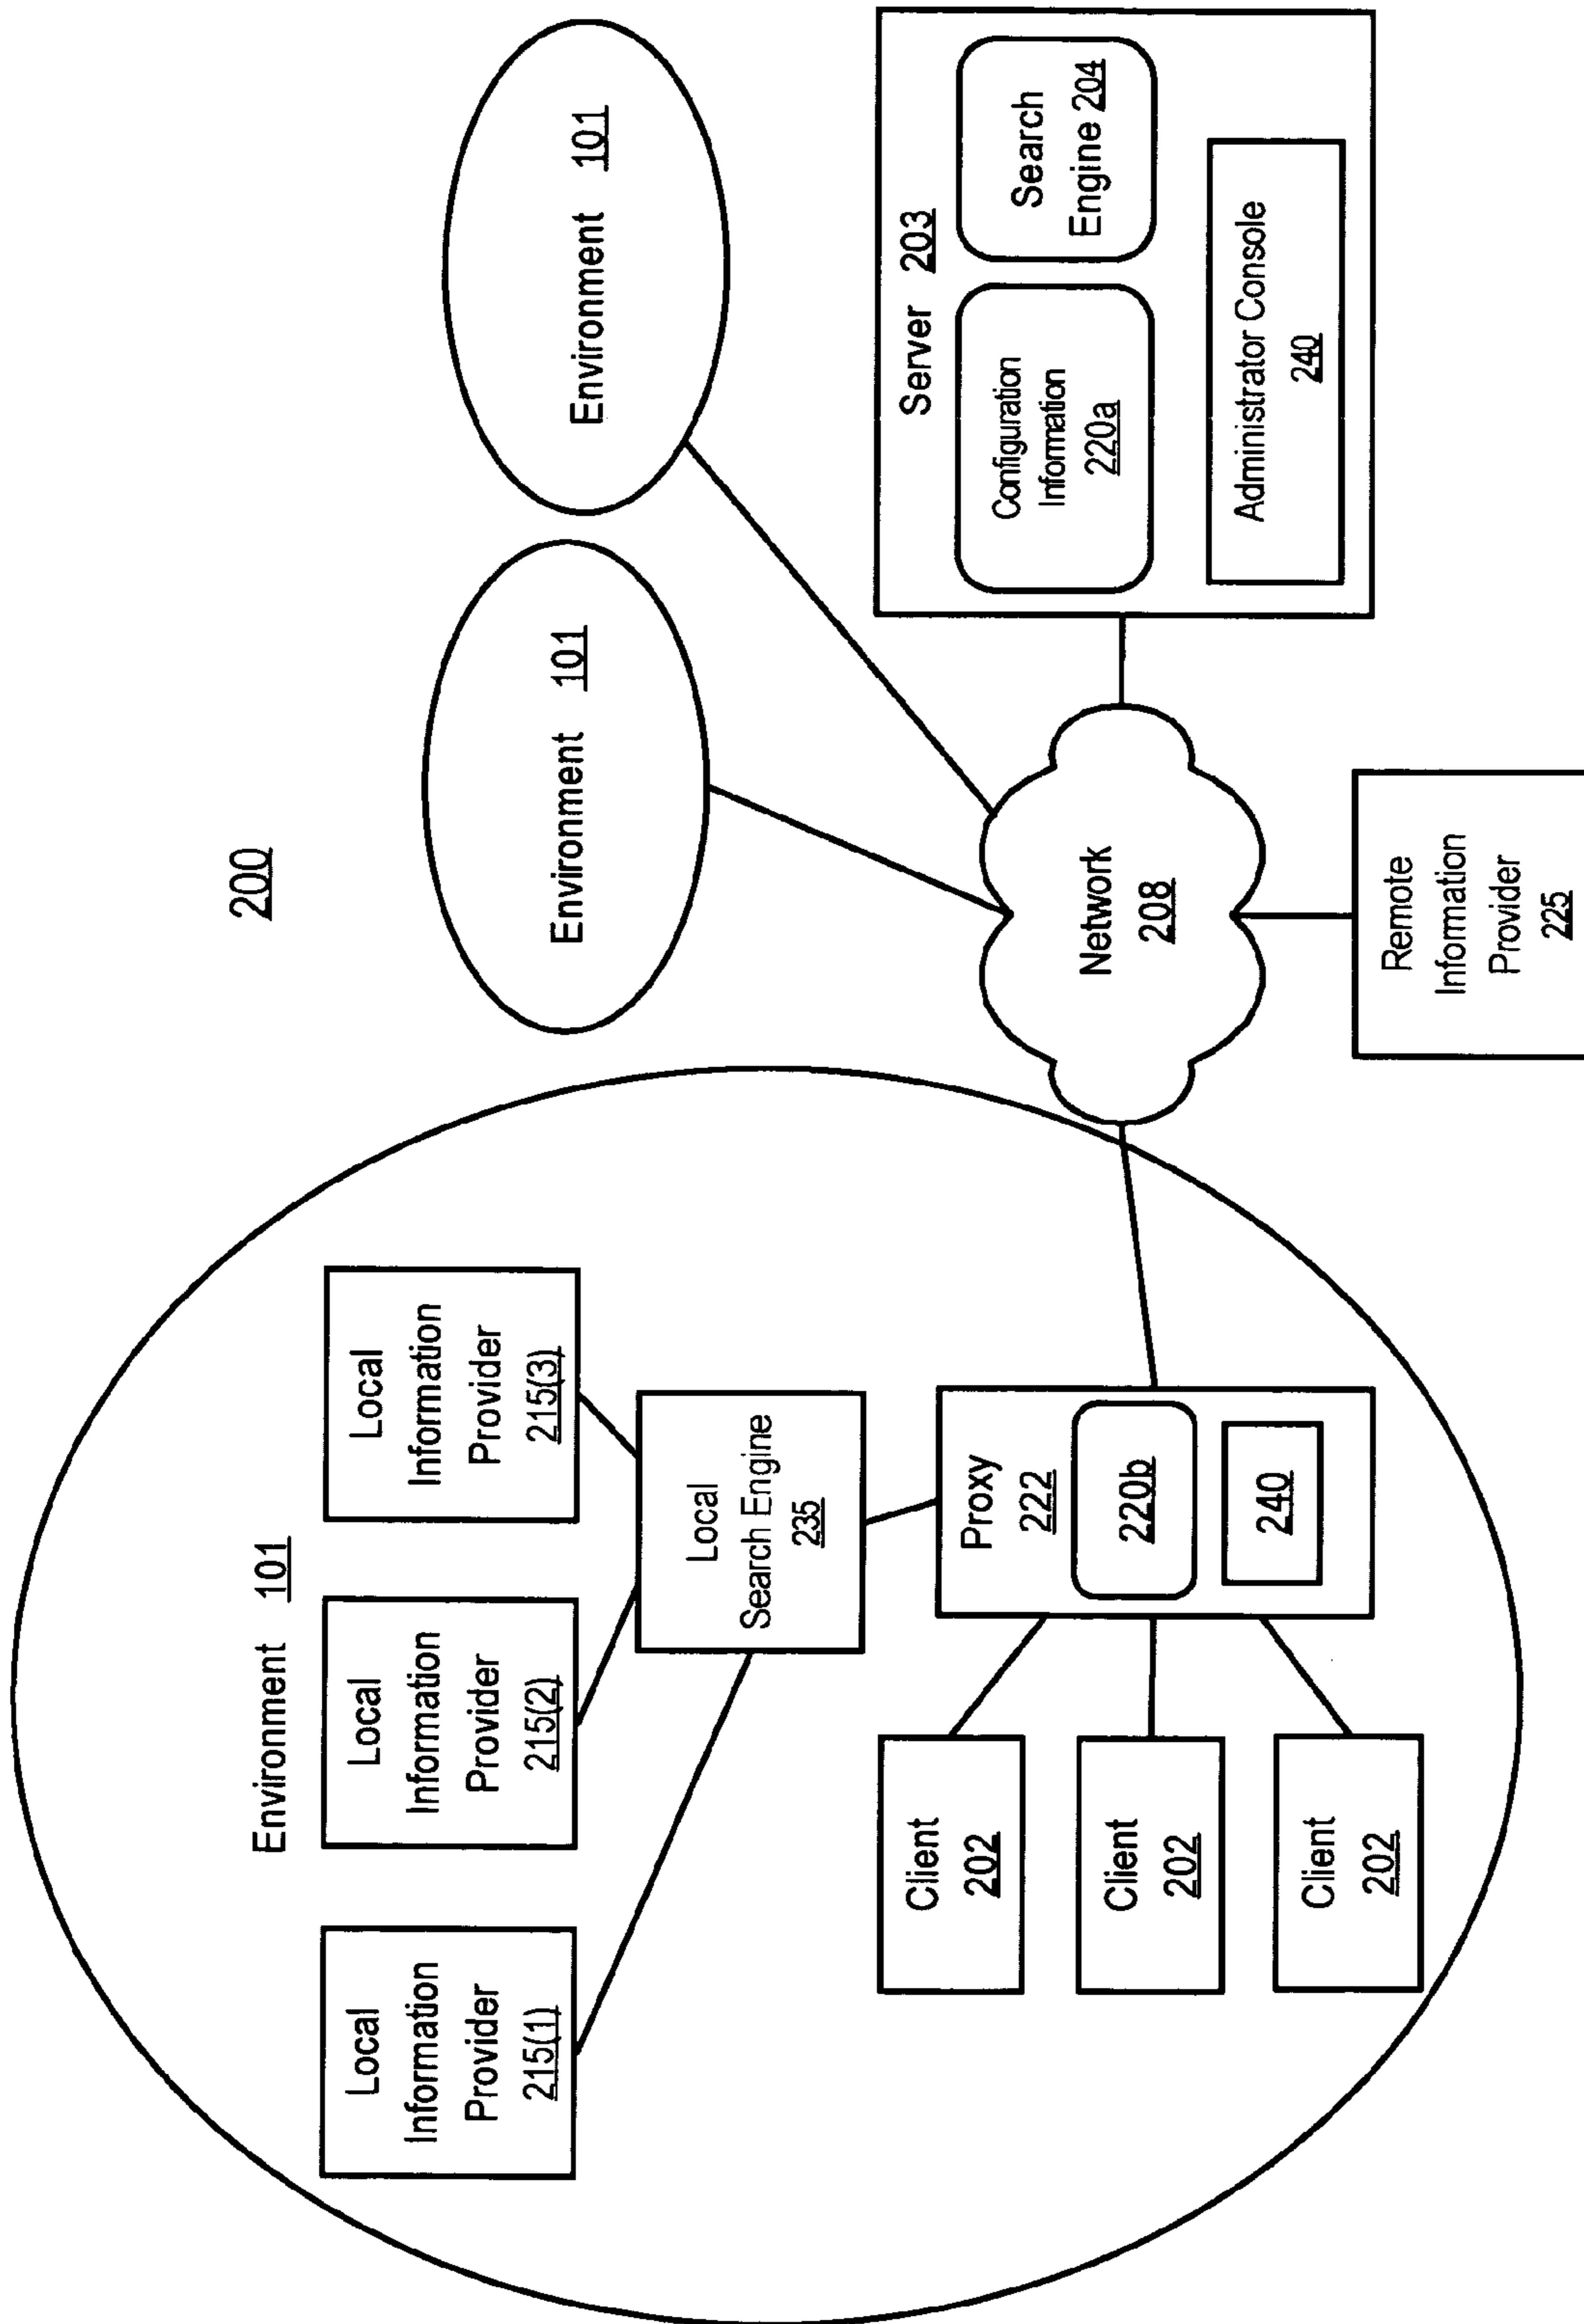 200
Environment 101
Local
Information
Provider
215(1)
Local
Information
Provider
215(2)
Local
Information
Provider
215(3)
Local
Search Engine
235
Client
202
Client
202
Client
202
Proxy
222
220b
240
Environment 101
Environment 101
Network
208
Remote
Information
Provider
225
Server 203
Configuration
Information
220a
Search
Engine 204
Administrator Console
240